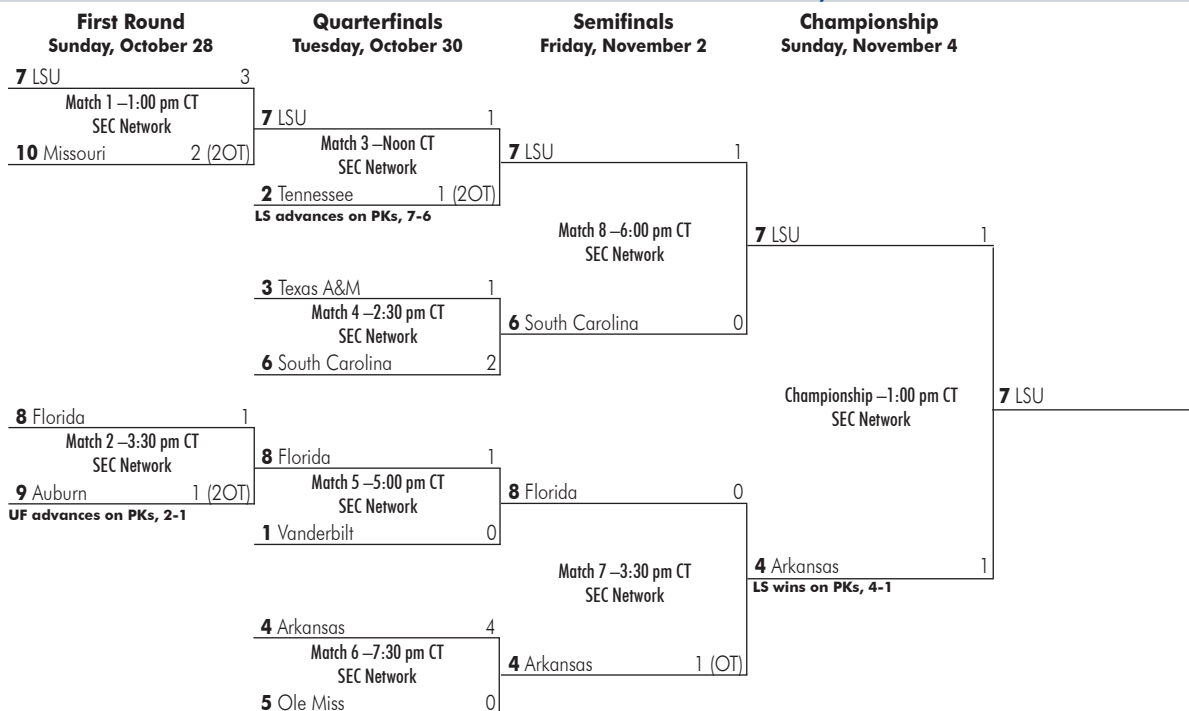 First Round
Sunday, October 28
Quarterfinals
Tuesday, October 30
Semifinals
Friday, November 2
Championship
Sunday, November 4
7 LSU 3
Match 1 –1:00 pm CT
SEC Network
10 Missouri 2 (2OT)
8 Florida 1
Match 2 –3:30 pm CT
SEC Network
9 Auburn 1 (2OT)
UF advances on PKs, 2-1
7 LSU 1
Match 3 –Noon CT
SEC Network
2 Tennessee 1 (2OT)
LS advances on PKs, 7-6
3 Texas A&M 1
Match 4 –2:30 pm CT
SEC Network
6 South Carolina 2
8 Florida 1
Match 5 –5:00 pm CT
SEC Network
1 Vanderbilt 0
4 Arkansas 4
Match 6 –7:30 pm CT
SEC Network
5 Ole Miss 0
7 LSU 1
Match 8 –6:00 pm CT
SEC Network
6 South Carolina 0
8 Florida 0
Match 7 –3:30 pm CT
SEC Network
4 Arkansas 1 (OT)
7 LSU 1
Championship –1:00 pm CT
SEC Network
4 Arkansas 1
LS wins on PKs, 4-1
7 LSU